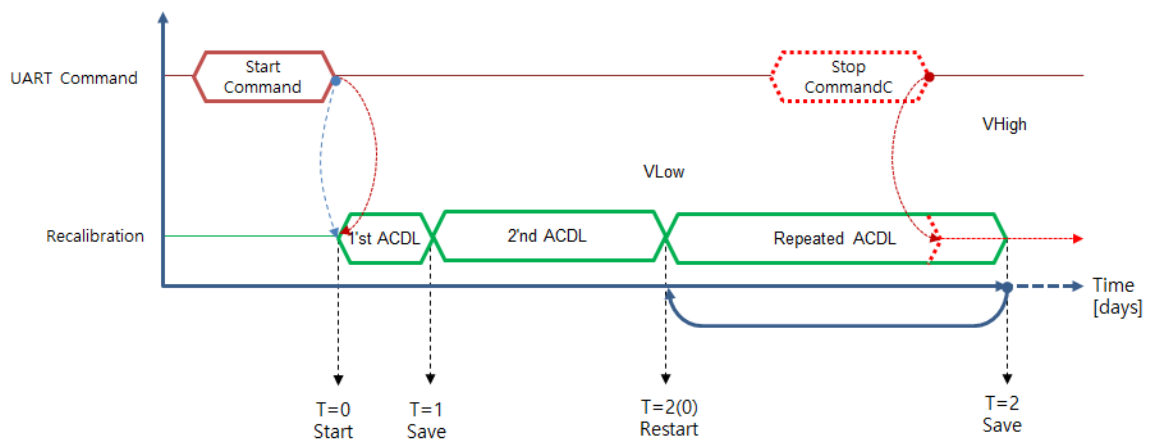 UART Command
Start
Command
Stop
CommandC
VHigh
VLow
Recalibration
1'st ACDL
2'nd ACDL
Repeated ACDL
Time
[days]
T=0
Start
T=1
Save
T=2(0)
Restart
T=2
Save